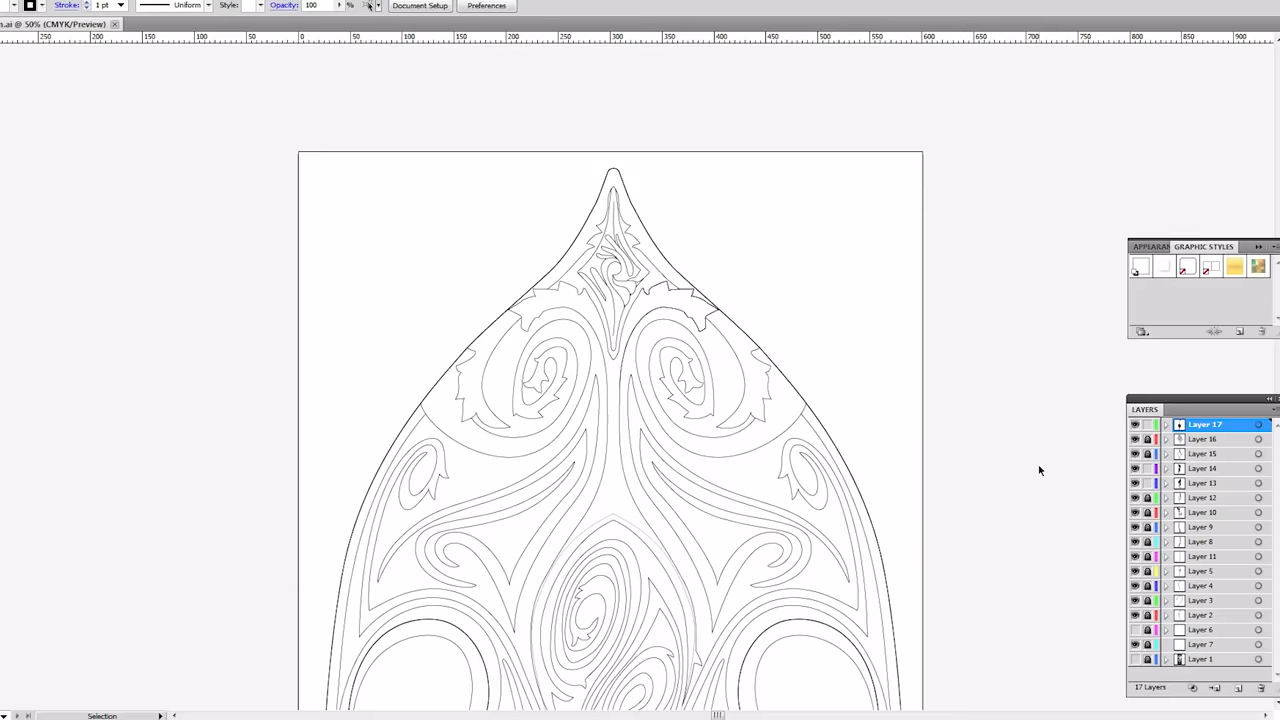 Stroke: 1 pt Uniform Style: Opacity: 100 % Document Setup Preferences
n.ai @ 50% (CMYK/Preview)
250 200 150 100 50 0 50 100 150 200 250 300 350 400 450 500 550 600 650 700 750 800 850 900
APPEARAN GRAPHIC STYLES
LAYERS
Layer 17
Layer 16
Layer 15
Layer 14
Layer 13
Layer 12
Layer 10
Layer 9
Layer 8
Layer 11
Layer 5
Layer 4
Layer 3
Layer 2
Layer 6
Layer 7
Layer 1
17 Layers
Selection